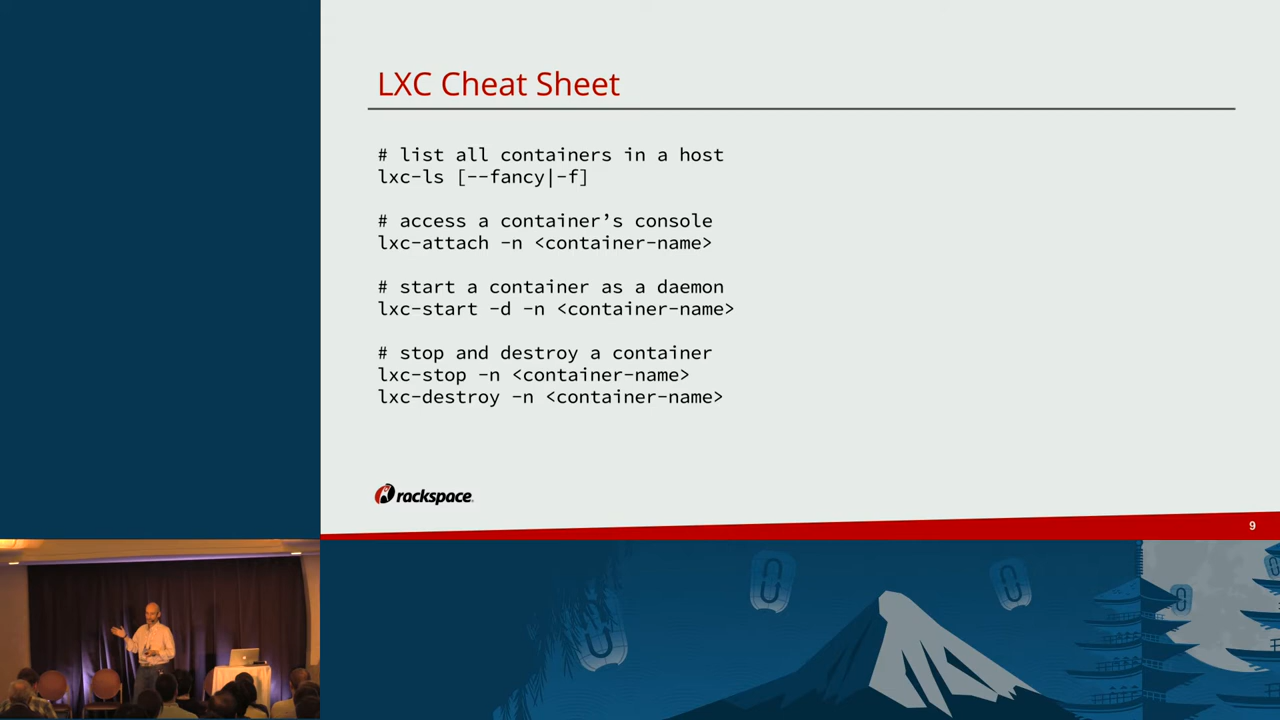 LXC Cheat Sheet
# list all containers in a host
lxc-ls [--fancy|-f]
# access a container’s console
lxc-attach -n <container-name>
# start a container as a daemon
lxc-start -d -n <container-name>
# stop and destroy a container
lxc-stop -n <container-name>
lxc-destroy -n <container-name>
rackspace.
9